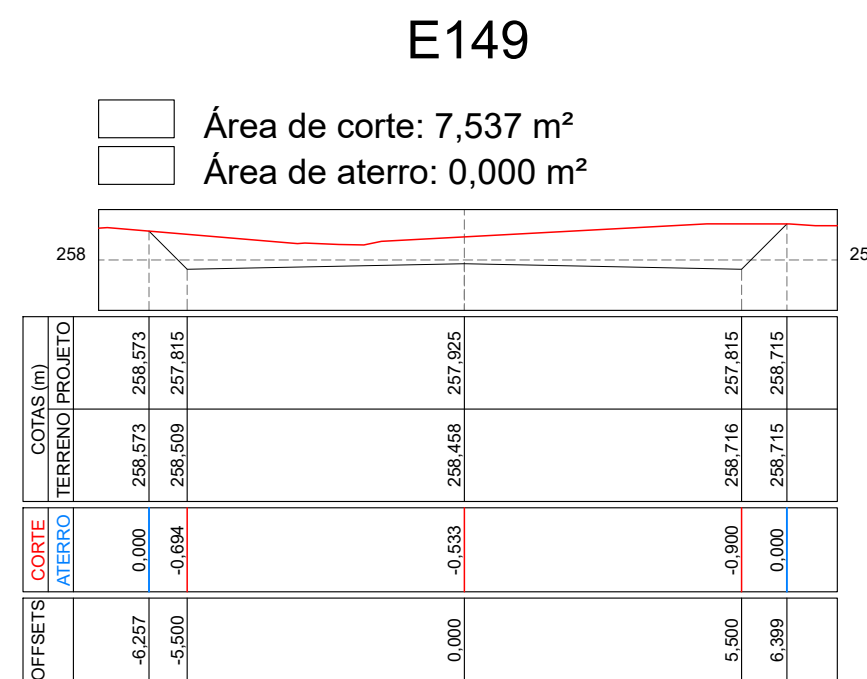 E149
Área de corte: 7,537 m²
Área de aterro: 0,000 m²
258
25
COTAS (m)
PROJETO
258,573
257,815
257,925
257,815
258,715
TERRENO
258,573
258,509
258,458
258,716
258,715
CORTE
ATERRO
0,000
-0,694
-0,533
-0,900
0,000
OFFSETS
-6,257
-5,500
0,000
5,500
6,399